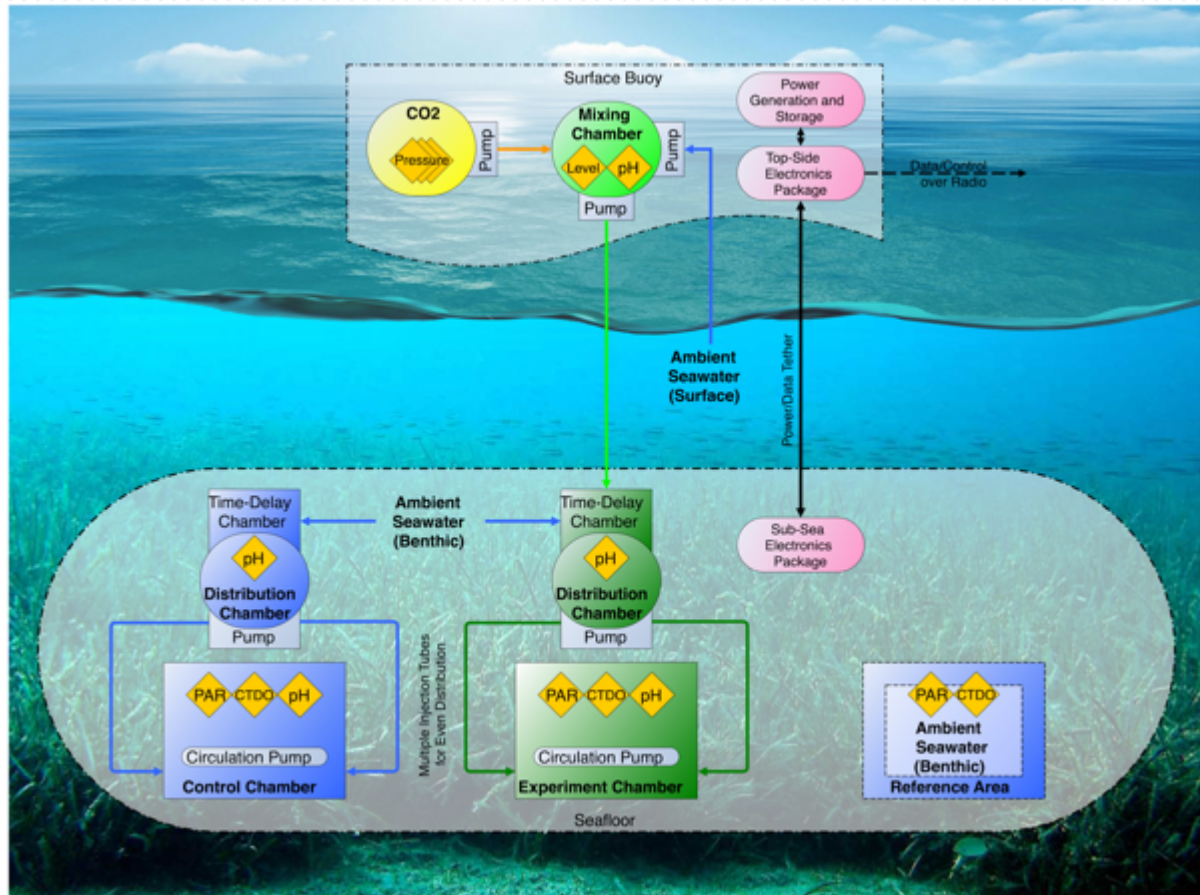 Surface Buoy
CO2
Pressure
Pump
Mixing
Chamber
Level
pH
Pump
Pump
Power
Generation and
Storage
Top-Side
Electronics
Package
Data/Control
over Radio
Ambient
Seawater
(Surface)
Power/Data Tether
Time-Delay
Chamber
pH
Distribution
Chamber
Pump
Ambient
Seawater
(Benthic)
Time-Delay
Chamber
pH
Distribution
Chamber
Pump
Sub-Sea
Electronics
Package
PAR
CTDO
pH
Circulation Pump
Control Chamber
Multiple Injection Tubes
for Even Distribution
PAR
CTDO
pH
Circulation Pump
Experiment Chamber
PAR
CTDO
Ambient
Seawater
(Benthic)
Reference Area
Seafloor